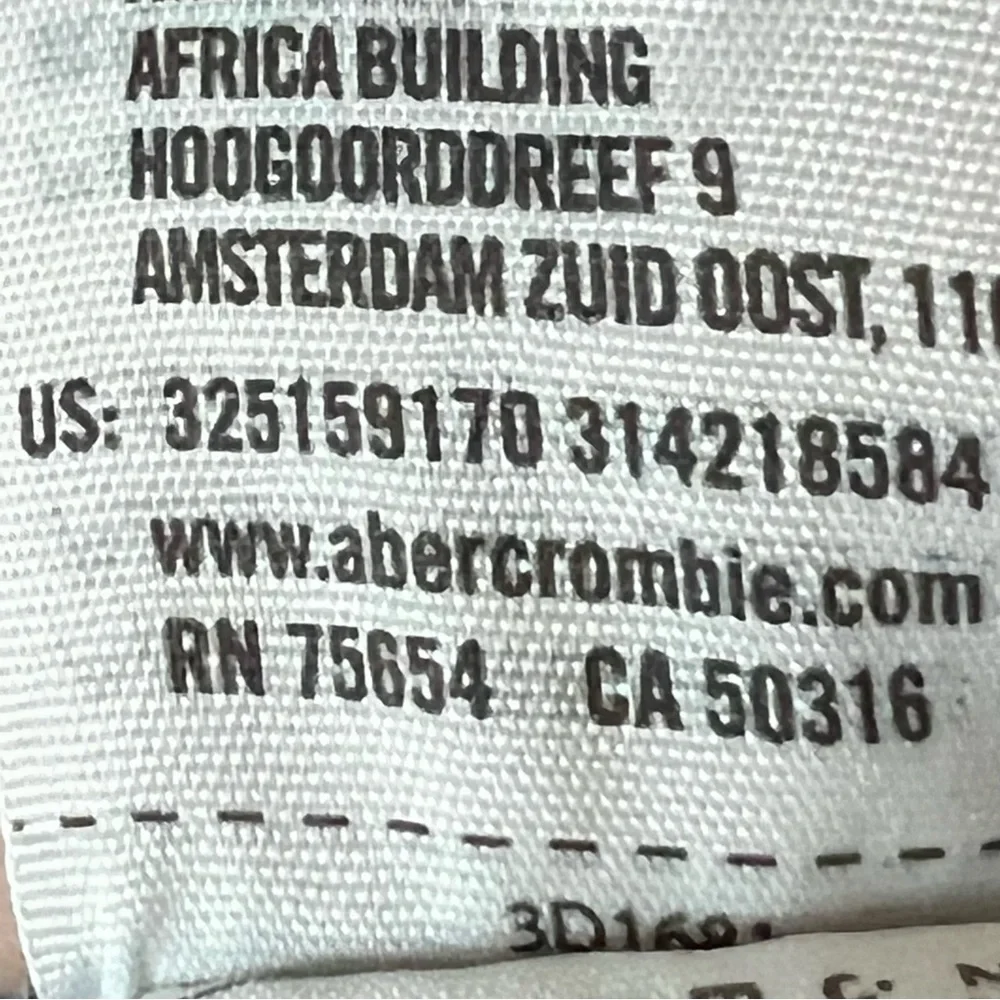 AFRICA BUILDING
HOOGOORDDREEF 9
AMSTERDAM ZUID OOST,
US: 325159170 314218584
www.abercrombie.com
RN 75654 CA 50316